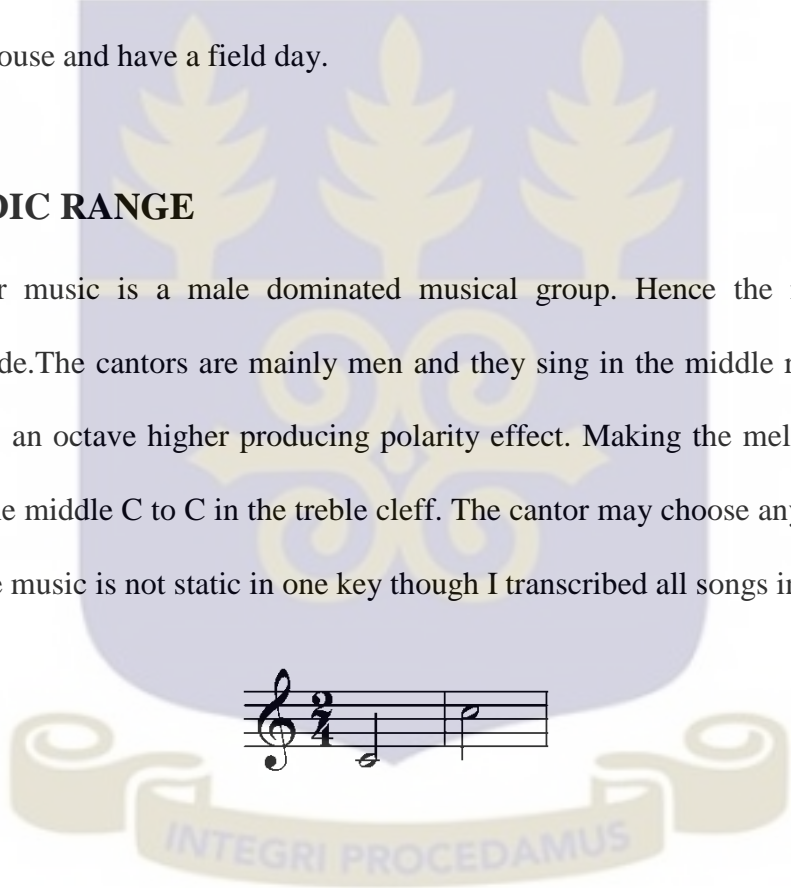 ouse and have a field day.
DIC RANGE
r music is a male dominated musical group. Hence the
de.The cantors are mainly men and they sing in the middle
an octave higher producing polarity effect. Making the mel
e middle C to C in the treble cleff. The cantor may choose any
e music is not static in one key though I transcribed all songs in
2
4
INTEGRI PROCEDAMUS